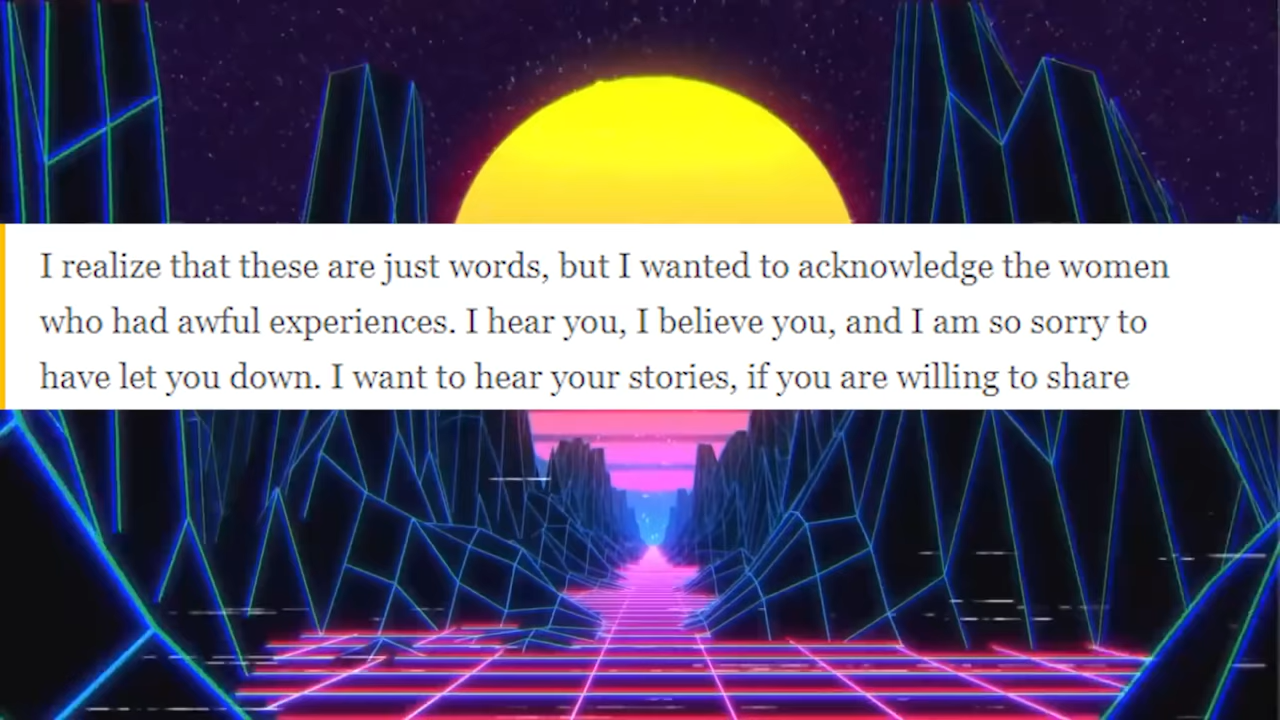 I realize that these are just words, but I wanted to acknowledge the women
who had awful experiences. I hear you, I believe you, and I am so sorry to
have let you down. I want to hear your stories, if you are willing to share